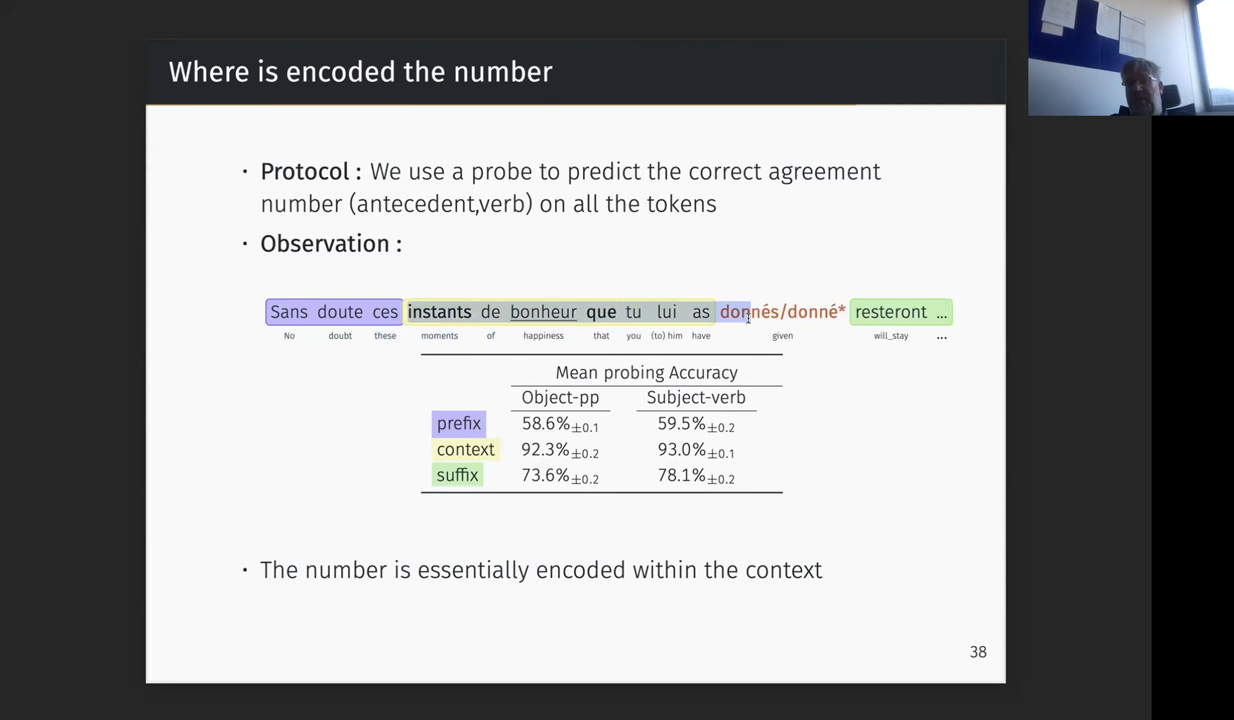 Where is encoded the number
· Protocol : We use a probe to predict the correct agreement
number (antecedent,verb) on all the tokens
· Observation :
Sans doute ces instants de bonheur que tu lui as donnés/donné* resteront ...
No doubt these moments of happiness that you (to) him have given will_stay ...
Mean probing Accuracy
Object-pp Subject-verb
prefix 58.6%±0.1 59.5%±0.2
context 92.3%±0.2 93.0%±0.1
suffix 73.6%±0.2 78.1%±0.2
· The number is essentially encoded within the context
38